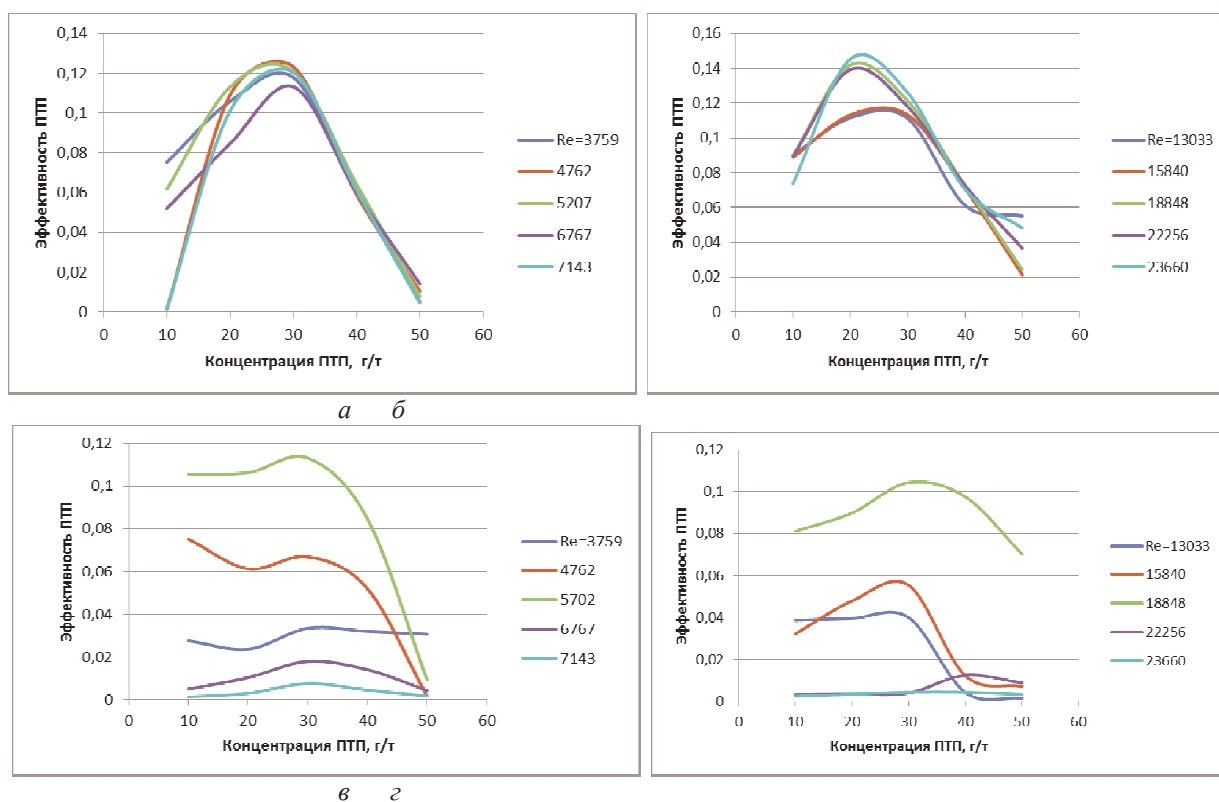 0,14
0,12
0,10
0,08
0,06
0,04
0,02
0
0 10 20 30 40 50 60
Эффективность ПТП
Концентрация ПТП, г/т
Re=3759
4762
5207
6767
7143
0,16
0,14
0,12
0,1
0,08
0,06
0,04
0,02
0
0 10 20 30 40 50 60
Эффективность ПТП
Концентрация ПТП, г/т
Re=13033
15840
18848
22256
23660
а б
0,12
0,1
0,08
0,06
0,04
0,02
0
0 10 20 30 40 50 60
Эффективность ПТП
Концентрация ПТП, г/т
Re=3759
4762
5702
6767
7143
0,12
0,1
0,08
0,06
0,04
0,02
0
0 10 20 30 40 50 60
Эффективность ПТП
Концентрация ПТП, г/т
Re=13033
15840
18848
22256
23660
в г